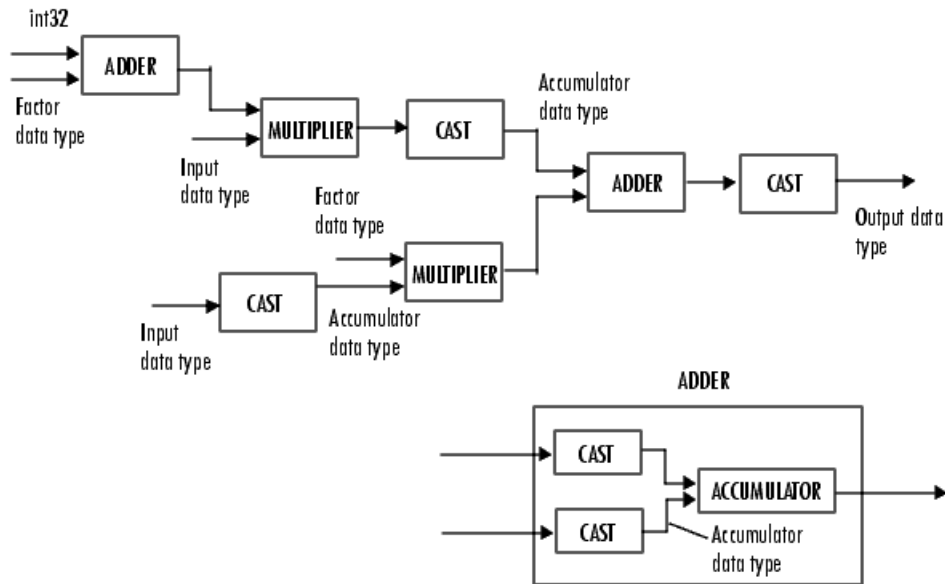 int32
ADDER
Factor
data type
MULTIPLIER
Input
data type
CAST
Accumulator
data type
ADDER
CAST
Output data
type
Factor
data type
MULTIPLIER
CAST
Input
data type
Accumulator
data type
ADDER
CAST
ACCUMULATOR
CAST
Accumulator
data type